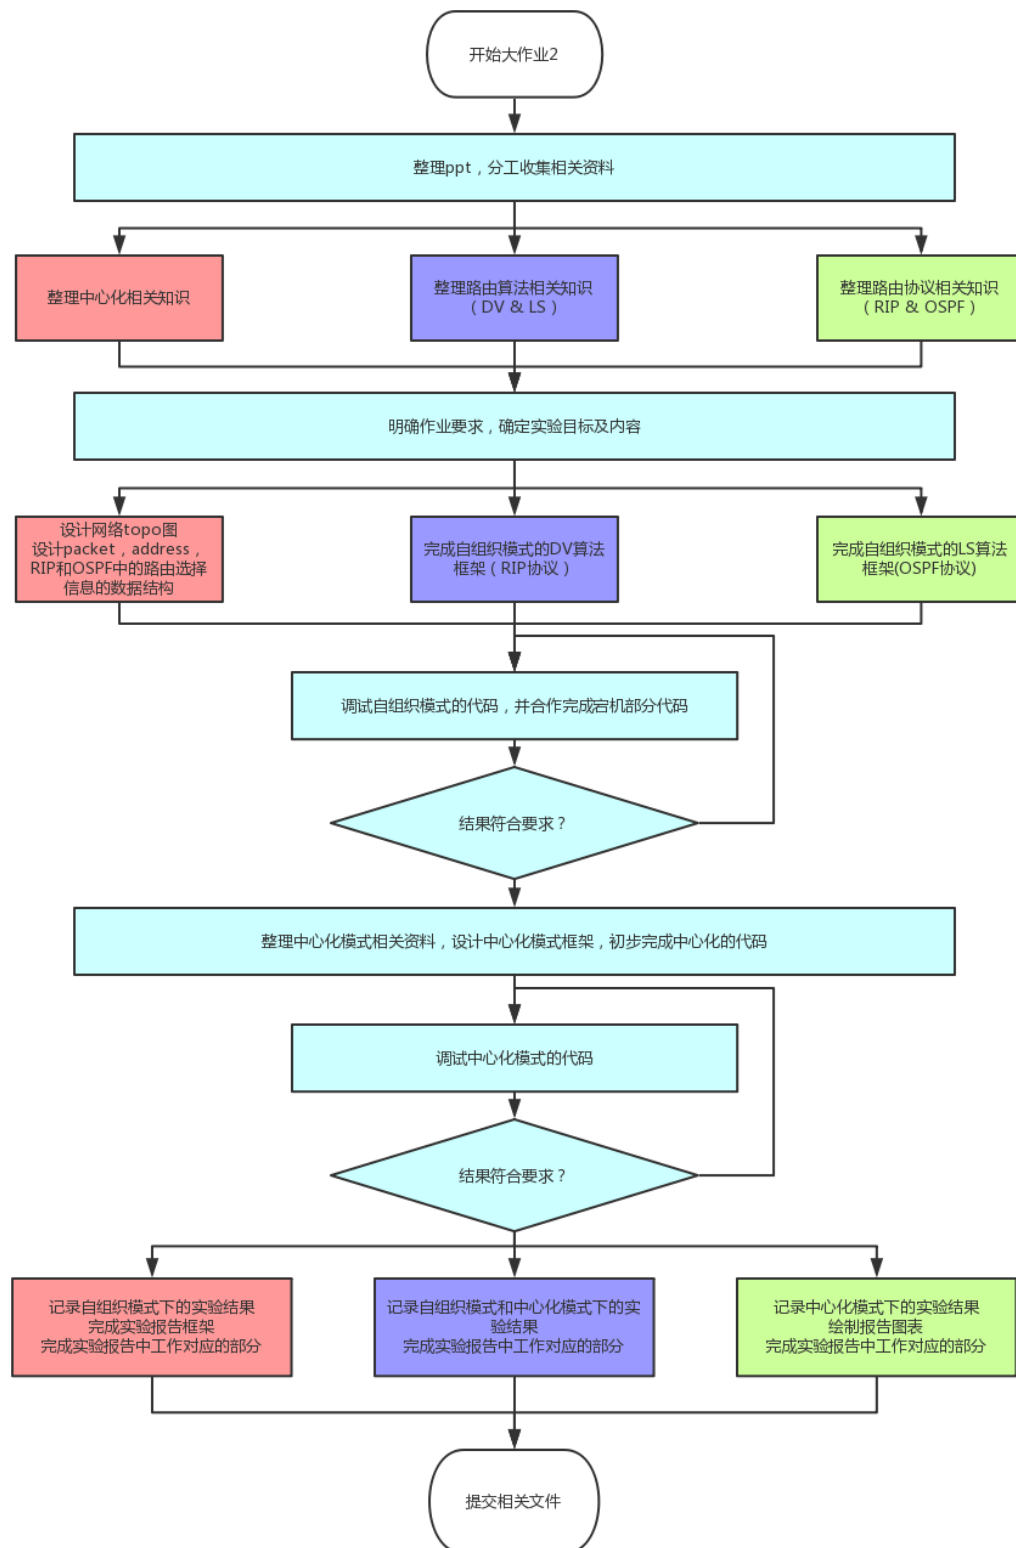 开始大作业2
整理ppt，分工收集相关资料
整理中心化相关知识
整理路由算法相关知识
（DV & LS）
整理路由协议相关知识
（RIP & OSPF）
明确作业要求，确定实验目标及内容
设计网络topo图
设计packet，address，
RIP和OSPF中的路由选择
信息的数据结构
完成自组织模式的DV算法
框架（RIP协议）
完成自组织模式的LS算法
框架(OSPF协议)
调试自组织模式的代码，并合作完成宕机部分代码
结果符合要求？
整理中心化模式相关资料，设计中心化模式框架，初步完成中心化的代码
调试中心化模式的代码
结果符合要求？
记录自组织模式下的实验结果
完成实验报告框架
完成实验报告中工作对应的部分
记录自组织模式和中心化模式下的实
验结果
完成实验报告中工作对应的部分
记录中心化模式下的实验结果
绘制报告图表
完成实验报告中工作对应的部分
提交相关文件